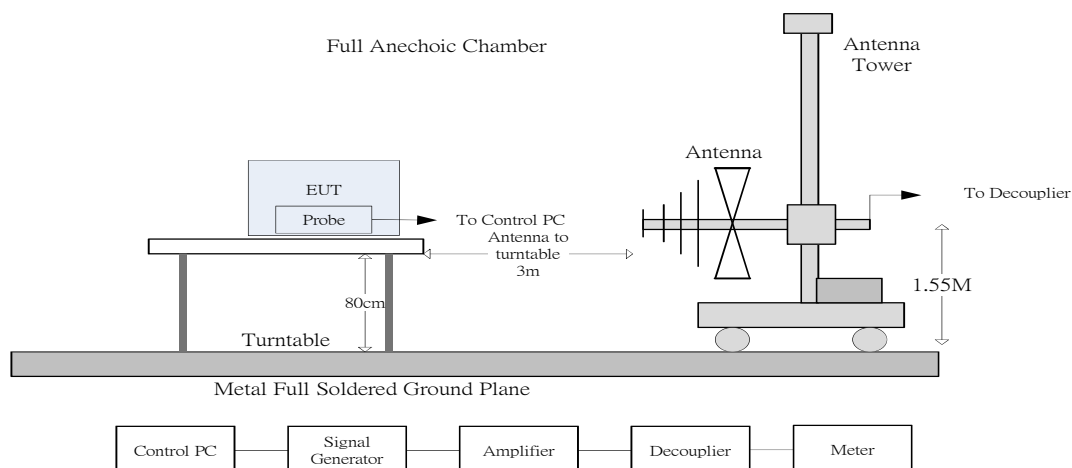 Full Anechoic Chamber
Antenna
Tower
Antenna
EUT
Probe
To Control PC
To Decouplier
Antenna to
turntable
3m
80cm
1.55M
Turntable
Metal Full Soldered Ground Plane
Control PC
Signal
Generator
Amplifier
Decouplier
Meter